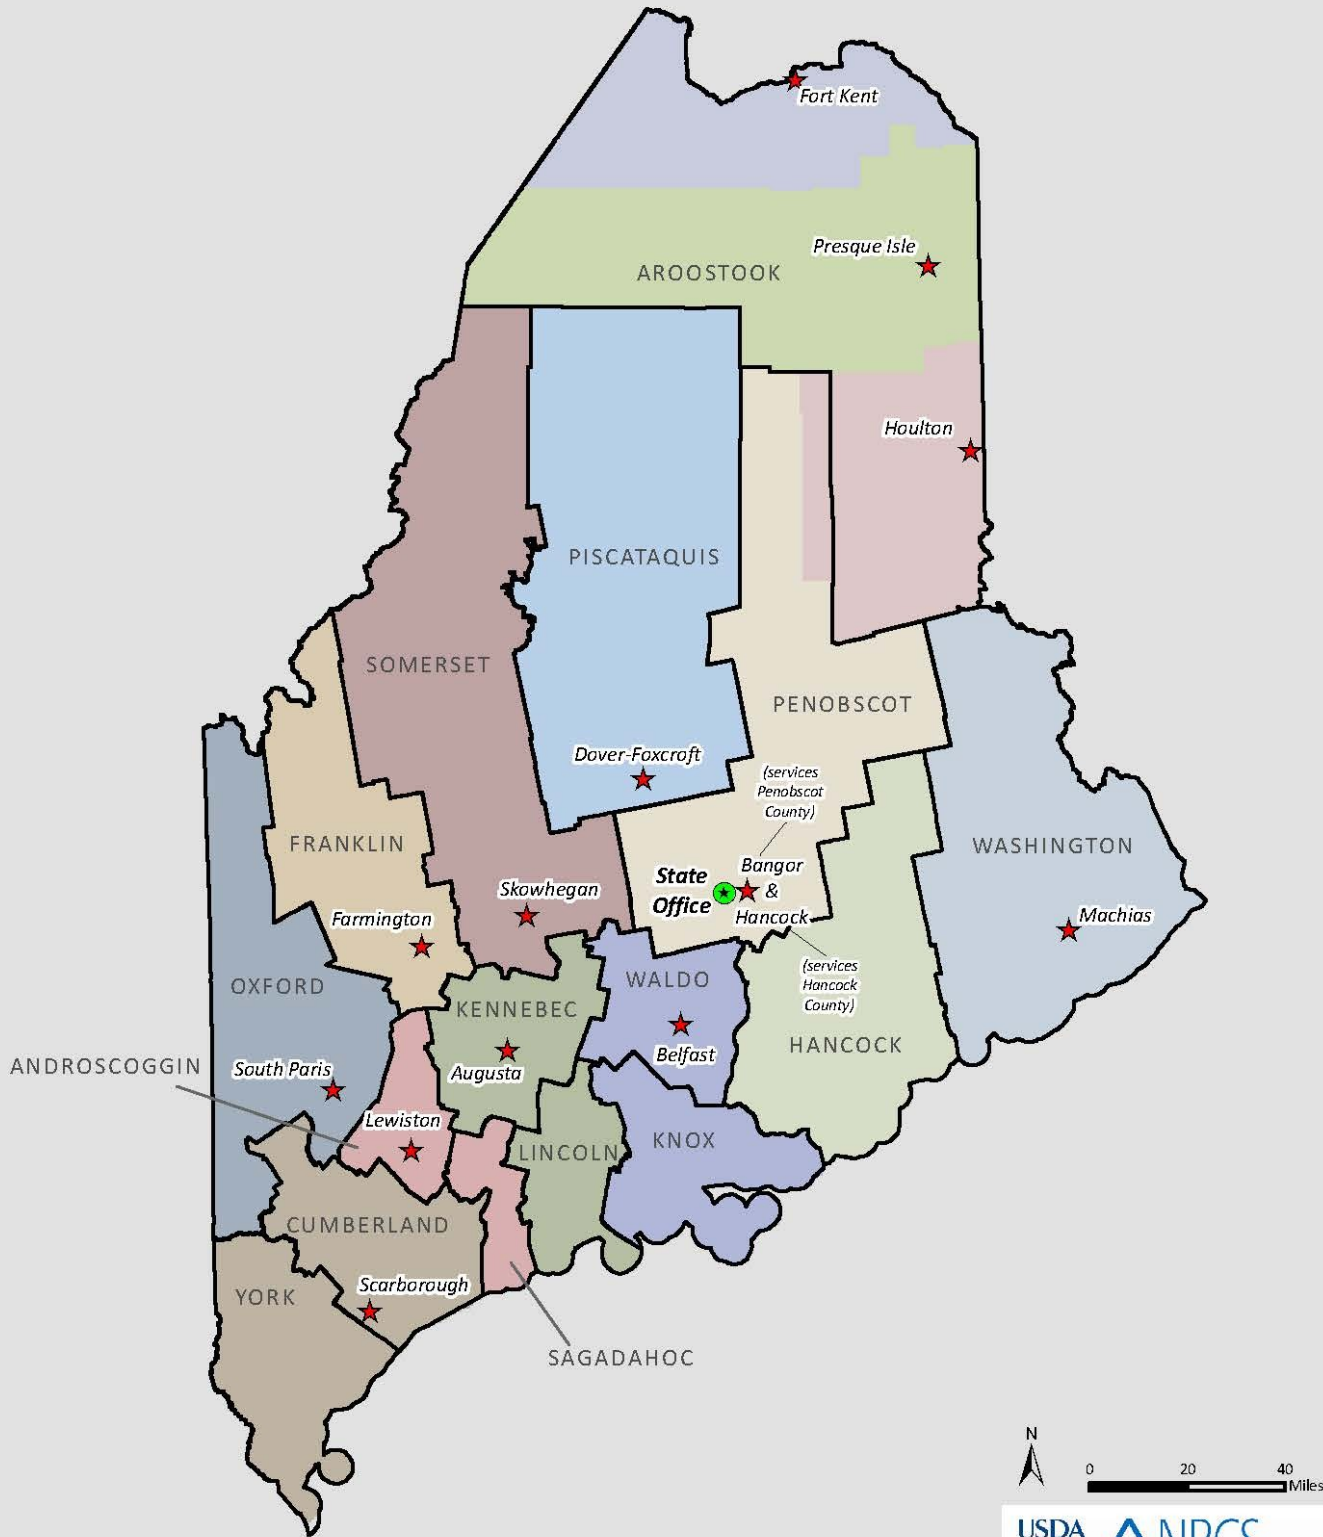 Fort Kent
Presque Isle
AROOSTOOK
Houlton
PISCATAQUIS
SOMERSET
PENOBSCOT
Dover-Foxcroft
(services
Penobscot
County)
FRANKLIN
WASHINGTON
State
Office
Bangor
&
Hancock
Skowhegan
Farmington
Machias
(services
Hancock
County)
OXFORD
WALDO
KENNEBEC
HANCOCK
Belfast
ANDROSCOGGIN
South Paris
Augusta
Lewiston
KNOX
LINCOLN
CUMBERLAND
Scarborough
YORK
SAGADAHOC
N
0 20 40
Miles
USDA NRCS